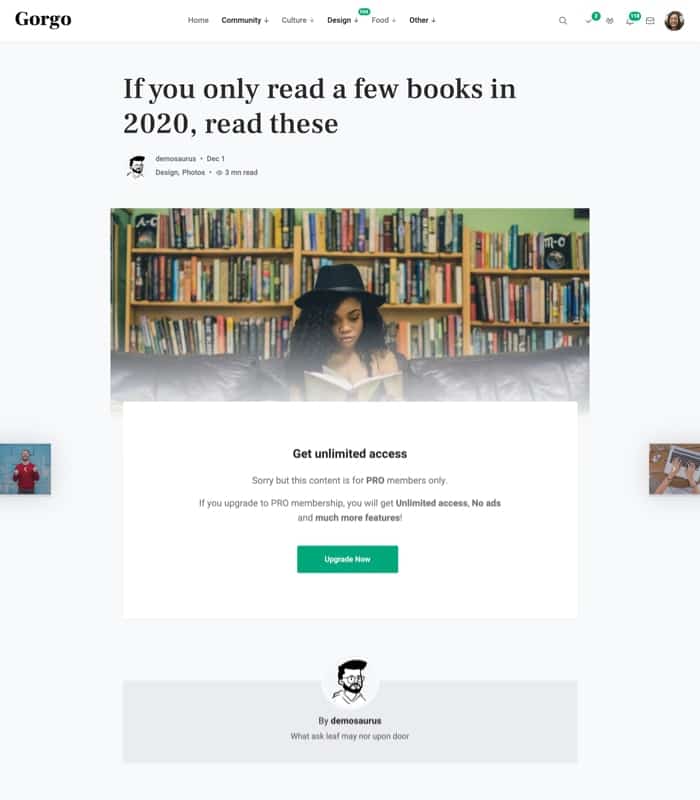 Gorgo
Home Community ↓ Culture ↓ Design ↓ Food ↓ Other ↓
If you only read a few books in
2020, read these
demosaurus • Dec 1
Design, Photos • 3 mn read
A-C
M-O
Get unlimited access
Sorry but this content is for PRO members only.
If you upgrade to PRO membership, you will get Unlimited access, No ads
and much more features!
Upgrade Now
By demosaurus
What ask leaf may nor upon door